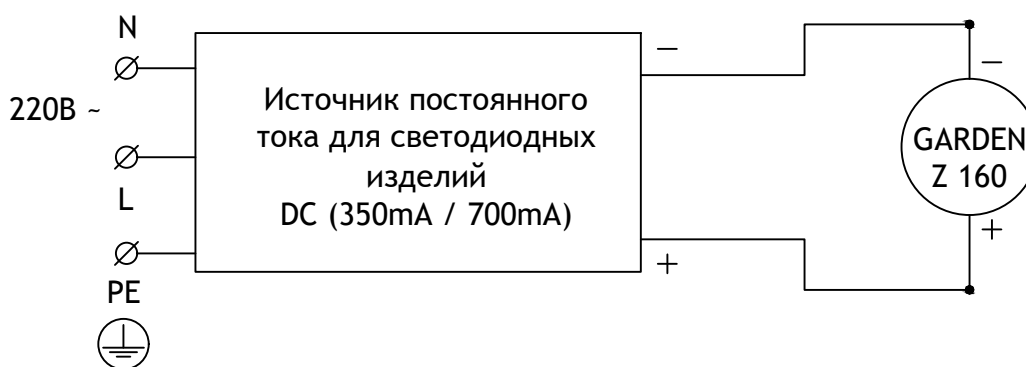 N
220В ~
L
PE
Источник постоянного
тока для светодиодных
изделий
DC (350mA / 700mA)
−
+
−
GARDEN
Z 160
+